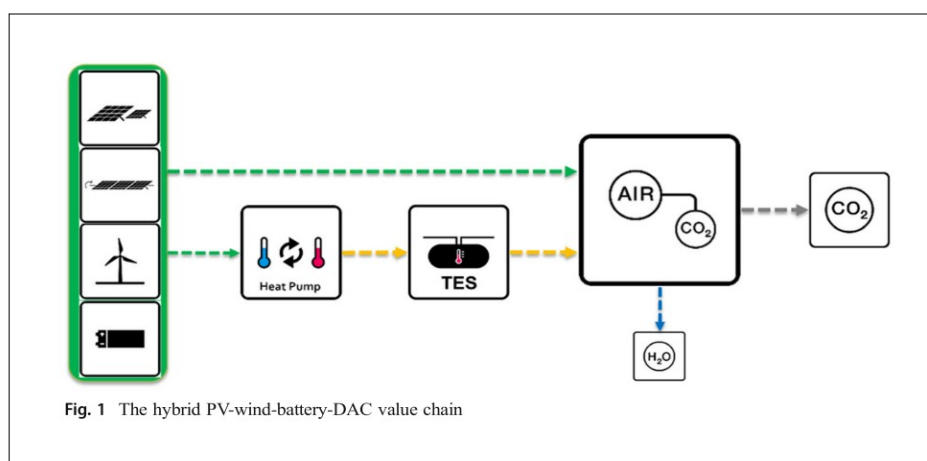 AIR
CO₂
CO₂
Heat Pump
TES
H₂O
Fig. 1 The hybrid PV-wind-battery-DAC value chain